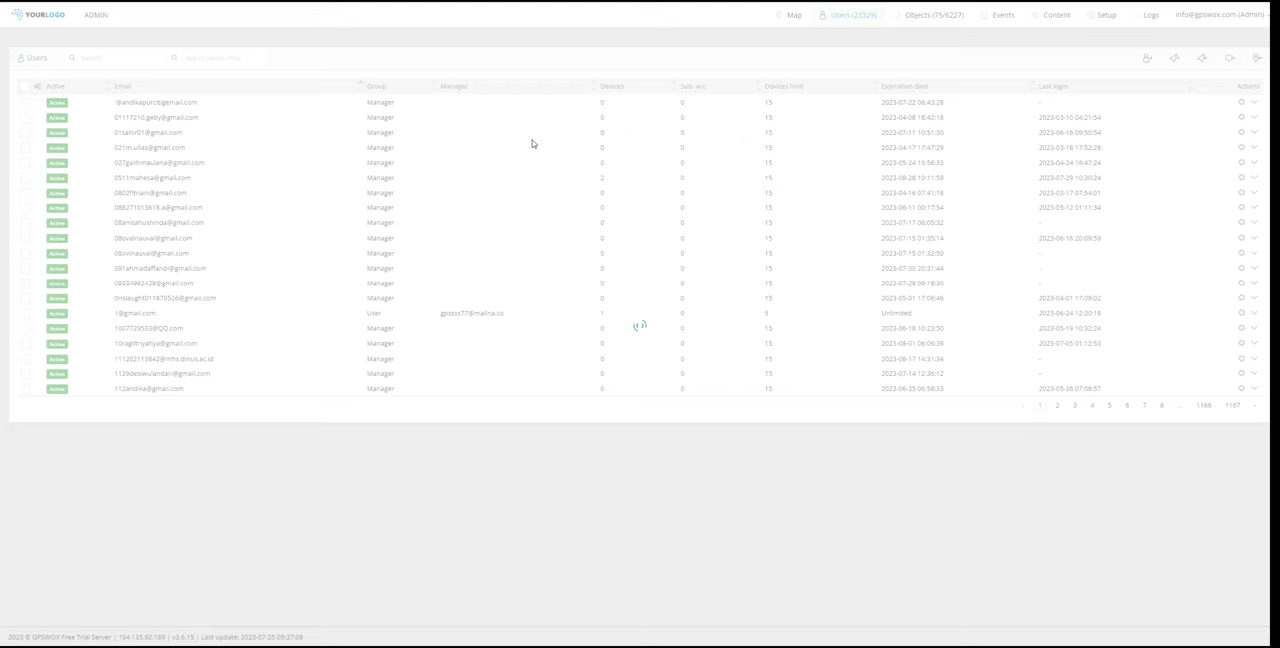 YOURLOGO ADMIN Map Users (23329) Objects (75/6227) Events Content Setup Logs info@gpswox.com (Admin)
Users Search
Active Email Group Manager Devices Sub. acc Devices limit Expiration date Last login Actions
Active '@andikapurcitigemail.com Manager 0 0 15 2023-07-22 06:43:28 -
Active 01117210.geby@gmail.com Manager 0 0 15 2023-04-08 18:42:18 2023-03-10 04:21:54
Active 01sahir01@gmail.com Manager 0 0 15 2023-07-11 10:51:30 2023-06-16 09:50:54
Active 021m.ullas@gmail.com Manager 0 0 15 2023-04-17 17:47:29 2023-03-18 17:52:28
Active 027galihmaulana@gmail.com Manager 0 0 15 2023-05-24 15:56:33 2023-04-24 16:47:24
Active 0511mahesa@gmail.com Manager 2 0 15 2023-08-28 10:11:59 2023-07-29 10:30:24
Active 0802fitriani@gmail.com Manager 0 0 15 2023-04-16 07:41:18 2023-03-17 07:54:01
Active 088271013618.a@gmail.com Manager 0 0 15 2023-06-11 00:17:54 2023-05-12 01:11:34
Active 08anisahusninda@gmail.com Manager 0 0 15 2023-07-17 06:05:32 -
Active 08ovalnauval@gmail.com Manager 0 0 15 2023-07-15 01:35:14 2023-06-16 20:09:59
Active 08ovlnauval@gmail.com Manager 0 0 15 2023-07-15 01:32:50 -
Active 091ahmadaffandi@gmail.com Manager 0 0 15 2023-07-30 20:31:44 -
Active 09334992428@gmail.com Manager 0 0 15 2023-07-28 09:18:30 -
Active 0nslaught011870526@gmail.com Manager 0 0 15 2023-05-01 17:06:46 2023-04-01 17:09:02
Active 1@gmail.com User gpssss77@mailna.co 1 0 5 Unlimited 2023-06-24 12:30:18
Active 1007729533@QQ.com Manager 0 0 15 2023-06-18 10:23:50 2023-05-19 10:32:24
Active 10ragilitriyahya@gmail.com Manager 0 0 15 2023-08-01 06:06:39 2023-07-05 01:12:53
Active 111202113842@mhs.dinus.ac.id Manager 0 0 15 2023-08-17 14:31:34 -
Active 1129desiwulandari@gmail.com Manager 0 0 15 2023-07-14 12:36:12 -
Active 112andika@gmail.com Manager 0 0 15 2023-06-25 06:58:33 2023-05-26 07:08:57
1 2 3 4 5 6 7 8 .. 1166 1167
2023 © GPSWOX Free Trial Server | 194.135.92.189 | v3.6.15 | Last update: 2023-07-25 05:37:08